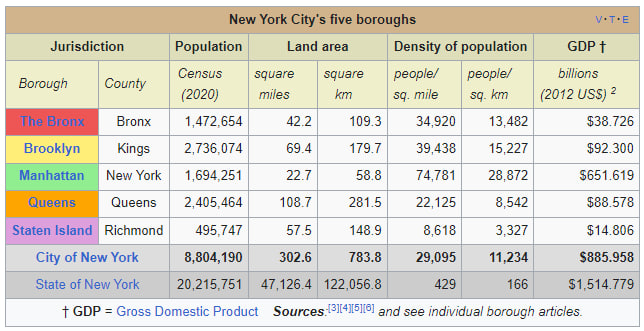 New York City's five boroughs V·T·E
Jurisdiction Population Land area Density of population GDP †
Borough County Census (2020) square miles square km people/ sq. mile people/ sq. km billions (2012 US$) 2
The Bronx Bronx 1,472,654 42.2 109.3 34,920 13,482 $38.726
Brooklyn Kings 2,736,074 69.4 179.7 39,438 15,227 $92.300
Manhattan New York 1,694,251 22.7 58.8 74,781 28,872 $651.619
Queens Queens 2,405,464 108.7 281.5 22,125 8,542 $88.578
Staten Island Richmond 495,747 57.5 148.9 8,618 3,327 $14.806
City of New York 8,804,190 302.6 783.8 29,095 11,234 $885.958
State of New York 20,215,751 47,126.4 122,056.8 429 166 $1,514.779
† GDP = Gross Domestic Product Sources:[3][4][5][6] and see individual borough articles.